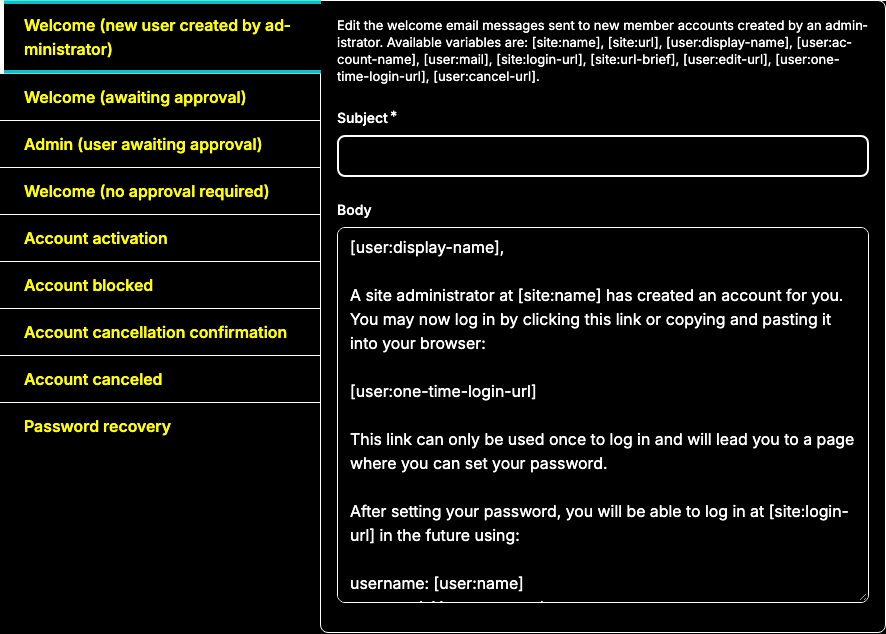 Welcome (new user created by ad-
ministrator)
Welcome (awaiting approval)
Admin (user awaiting approval)
Welcome (no approval required)
Account activation
Account blocked
Account cancellation confirmation
Account canceled
Password recovery
Edit the welcome email messages sent to new member accounts created by an admin-
istrator. Available variables are: [site:name], [site:url], [user:display-name], [user:ac-
count-name], [user:mail], [site:login-url], [site:url-brief], [user:edit-url], [user:one-
time-login-url], [user:cancel-url].
Subject *
Body
[user:display-name],
A site administrator at [site:name] has created an account for you.
You may now log in by clicking this link or copying and pasting it
into your browser:
[user:one-time-login-url]
This link can only be used once to log in and will lead you to a page
where you can set your password.
After setting your password, you will be able to log in at [site:login-
url] in the future using:
username: [user:name]